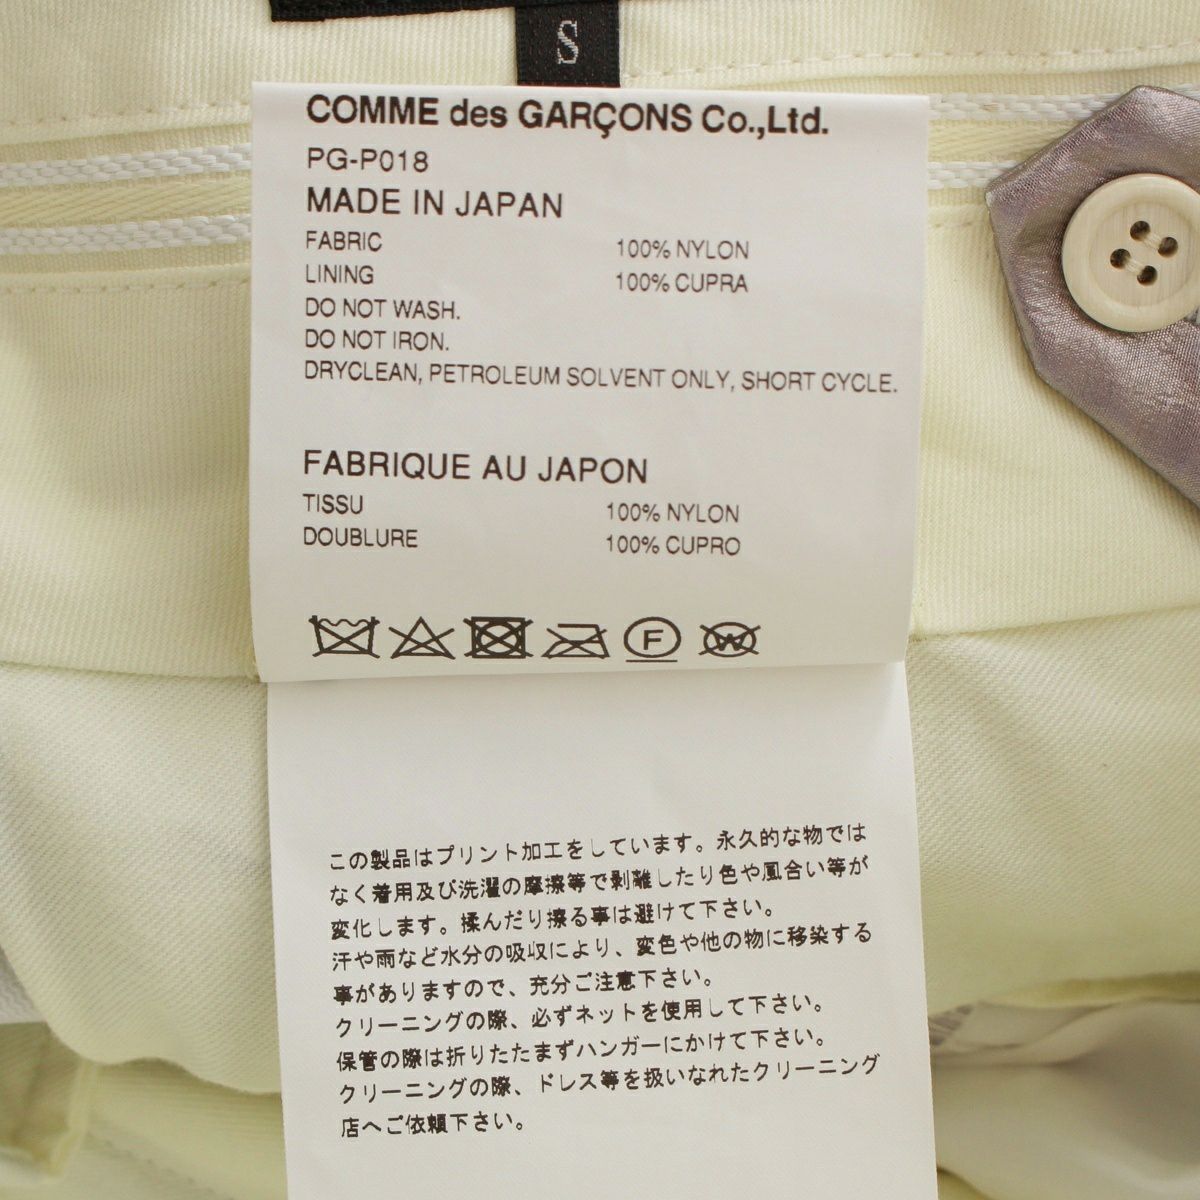 S
COMME des GARÇONS Co.,Ltd.
PG-P018
MADE IN JAPAN
FABRIC 100% NYLON
LINING 100% CUPRA
DO NOT WASH.
DO NOT IRON.
DRYCLEAN, PETROLEUM SOLVENT ONLY, SHORT CYCLE.
FABRIQUE AU JAPON
TISSU 100% NYLON
DOUBLURE 100% CUPRO
F W
この製品はプリント加工をしています。永久的な物では
なく着用及び洗濯の摩擦等で剥離したり色や風合い等が
変化します。揉んだり擦る事は避けて下さい。
汗や雨など水分の吸収により、変色や他の物に移染する
事がありますので、充分ご注意下さい。
クリーニングの際、必ずネットを使用して下さい。
保管の際は折りたたまずハンガーにかけて下さい。
クリーニングの際、ドレス等を扱いなれたクリーニング
店へご依頼下さい。